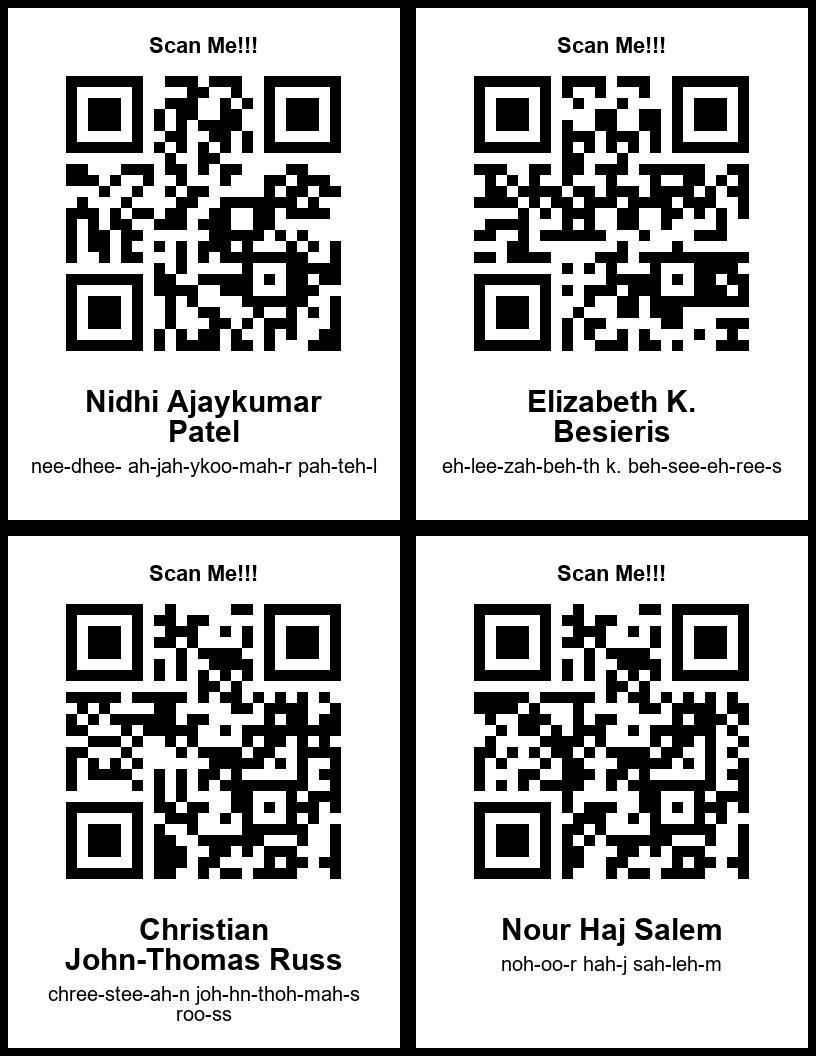 Scan Me!!!
Nidhi Ajaykumar
Patel
nee-dhee- ah-jah-ykoo-mah-r pah-teh-l
Scan Me!!!
Elizabeth K.
Besieris
eh-lee-zah-beh-th k. beh-see-eh-ree-s
Scan Me!!!
Christian
John-Thomas Russ
chree-stee-ah-n joh-hn-thoh-mah-s
roo-ss
Scan Me!!!
Nour Haj Salem
noh-oo-r hah-j sah-leh-m